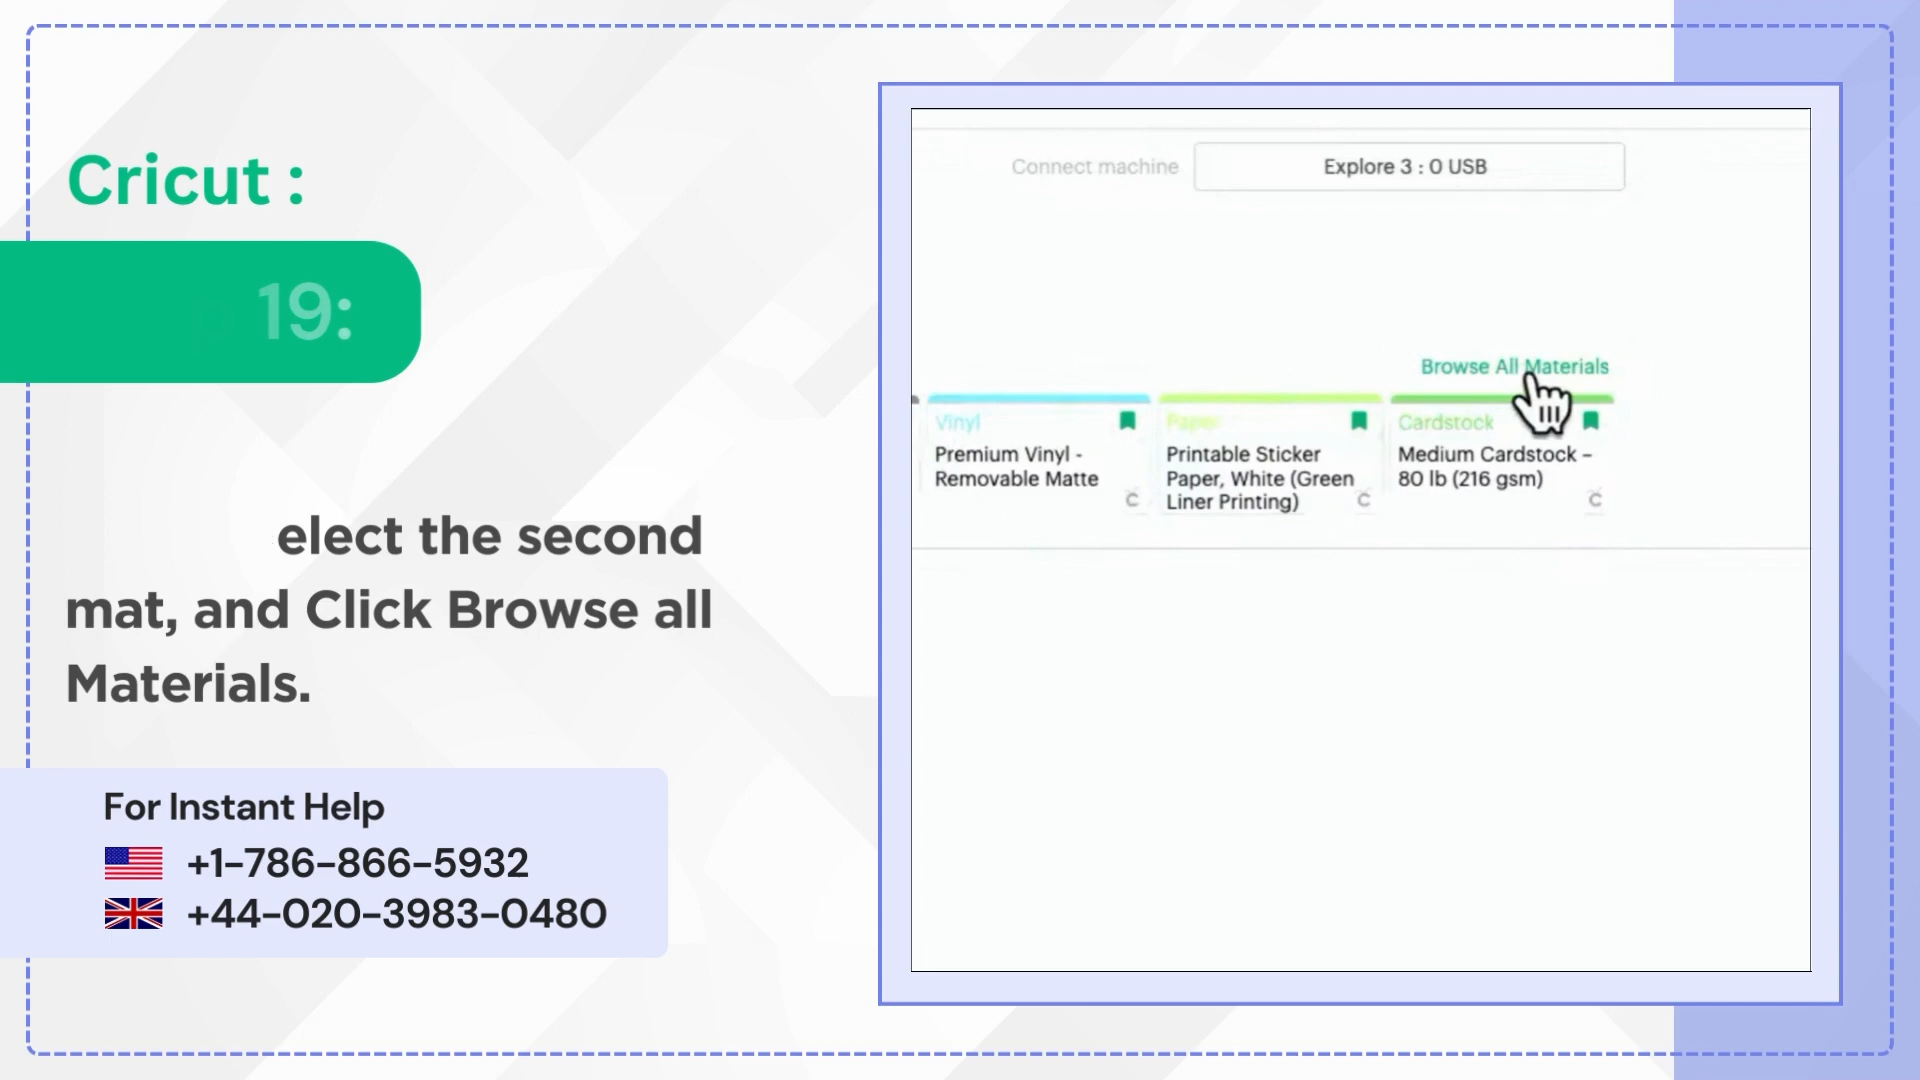 Cricut :
19:
elect the second
mat, and Click Browse all
Materials.
For Instant Help
+1-786-866-5932
+44-020-3983-0480
Connect machine
Explore 3 : 0 USB
Browse All Materials
Vinyl
Premium Vinyl -
Removable Matte
C
Paper
Printable Sticker
Paper, White (Green
Liner Printing)
C
Cardstock
Medium Cardstock –
80 lb (216 gsm)
C